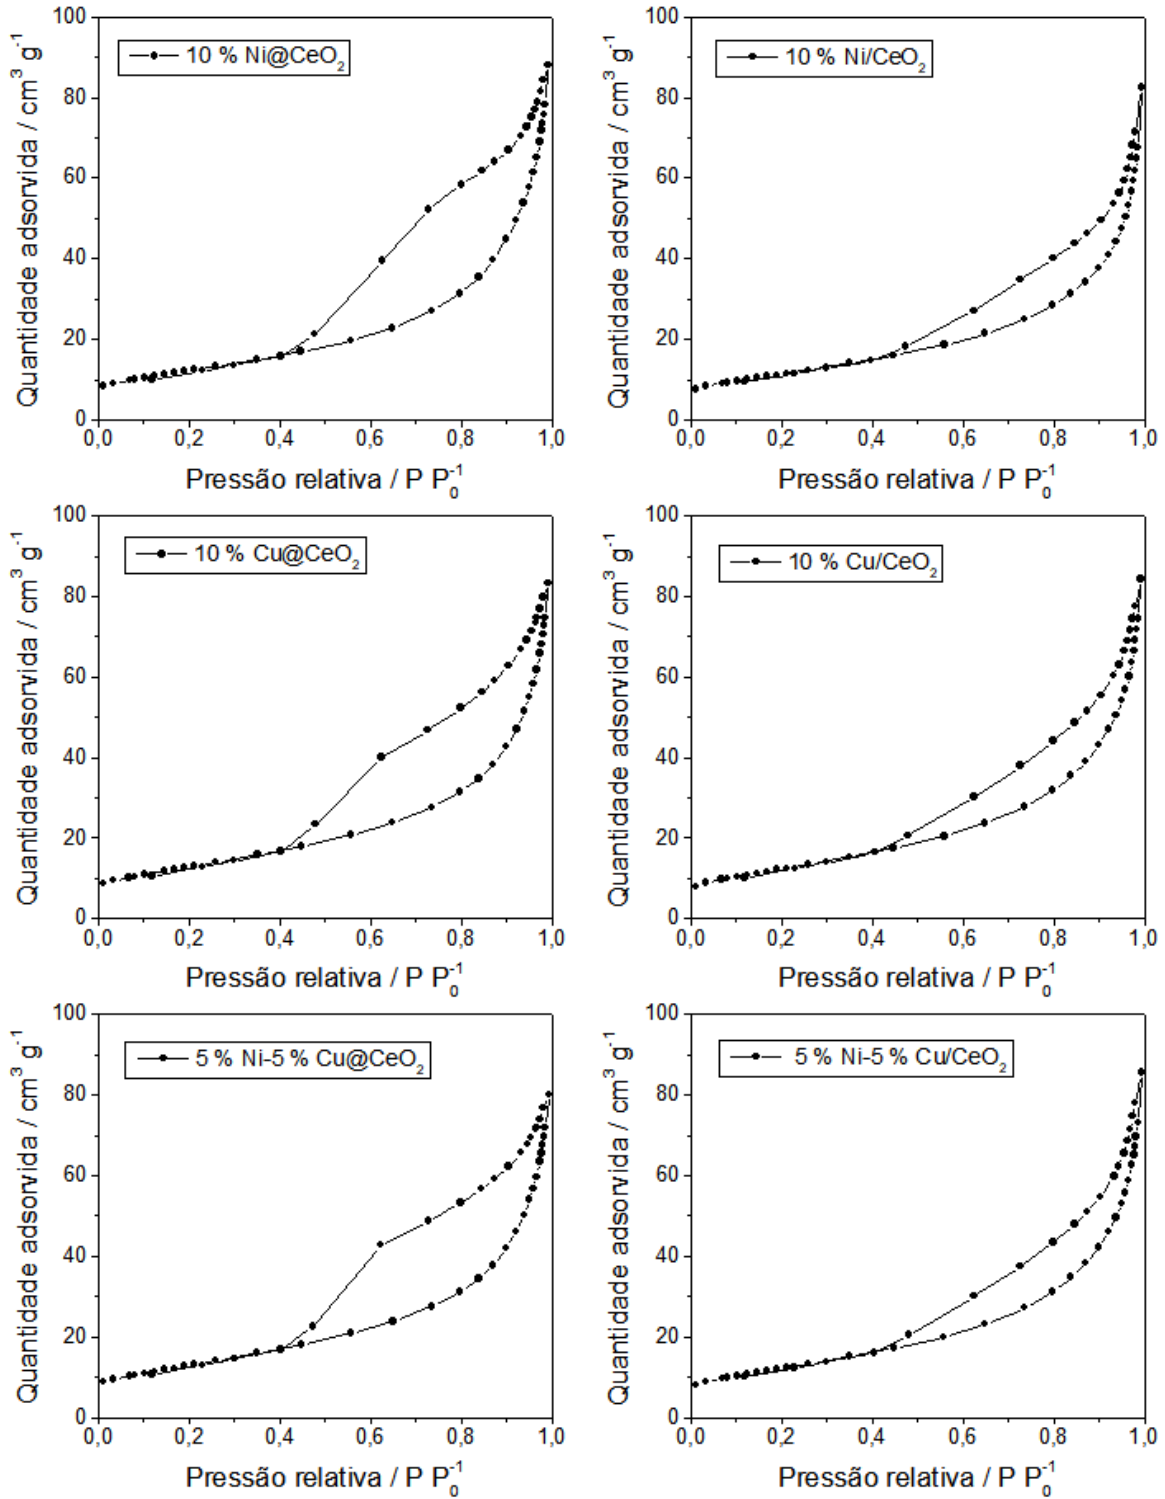 100
80
60
40
20
0
Quantidade adsorvida / cm³ g⁻¹
10 % Ni@CeO₂
0,0 0,2 0,4 0,6 0,8 1,0
Pressão relativa / P P₀⁻¹
100
80
60
40
20
0
Quantidade adsorvida / cm³ g⁻¹
10 % Ni/CeO₂
0,0 0,2 0,4 0,6 0,8 1,0
Pressão relativa / P P₀⁻¹
100
80
60
40
20
0
Quantidade adsorvida / cm³ g⁻¹
10 % Cu@CeO₂
0,0 0,2 0,4 0,6 0,8 1,0
Pressão relativa / P P₀⁻¹
100
80
60
40
20
0
Quantidade adsorvida / cm³ g⁻¹
10 % Cu/CeO₂
0,0 0,2 0,4 0,6 0,8 1,0
Pressão relativa / P P₀⁻¹
100
80
60
40
20
0
Quantidade adsorvida / cm³ g⁻¹
5 % Ni-5 % Cu@CeO₂
0,0 0,2 0,4 0,6 0,8 1,0
Pressão relativa / P P₀⁻¹
100
80
60
40
20
0
Quantidade adsorvida / cm³ g⁻¹
5 % Ni-5 % Cu/CeO₂
0,0 0,2 0,4 0,6 0,8 1,0
Pressão relativa / P P₀⁻¹